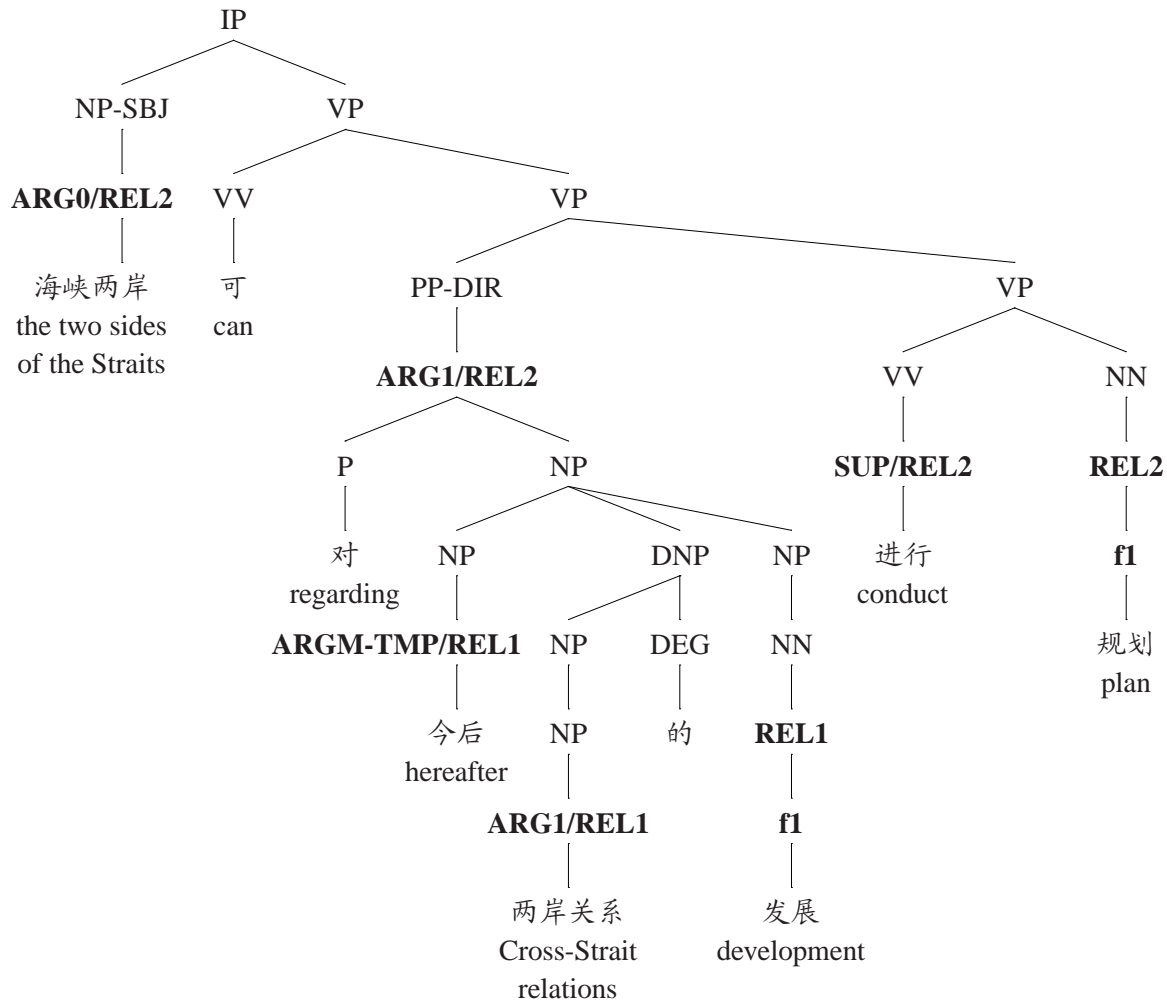 IP
NP-SBJ VP
ARG0/REL2 VV VP
海峡两岸 可 PP-DIR VP
the two sides can
of the Straits
ARG1/REL2 VV NN
P NP SUP/REL2 REL2
对 NP DNP NP 进行 f1
regarding conduct
ARGM-TMP/REL1 NP DEG NN 规划
plan
今后 NP 的 REL1
hereafter
ARG1/REL1 f1
两岸关系 发展
Cross-Strait development
relations